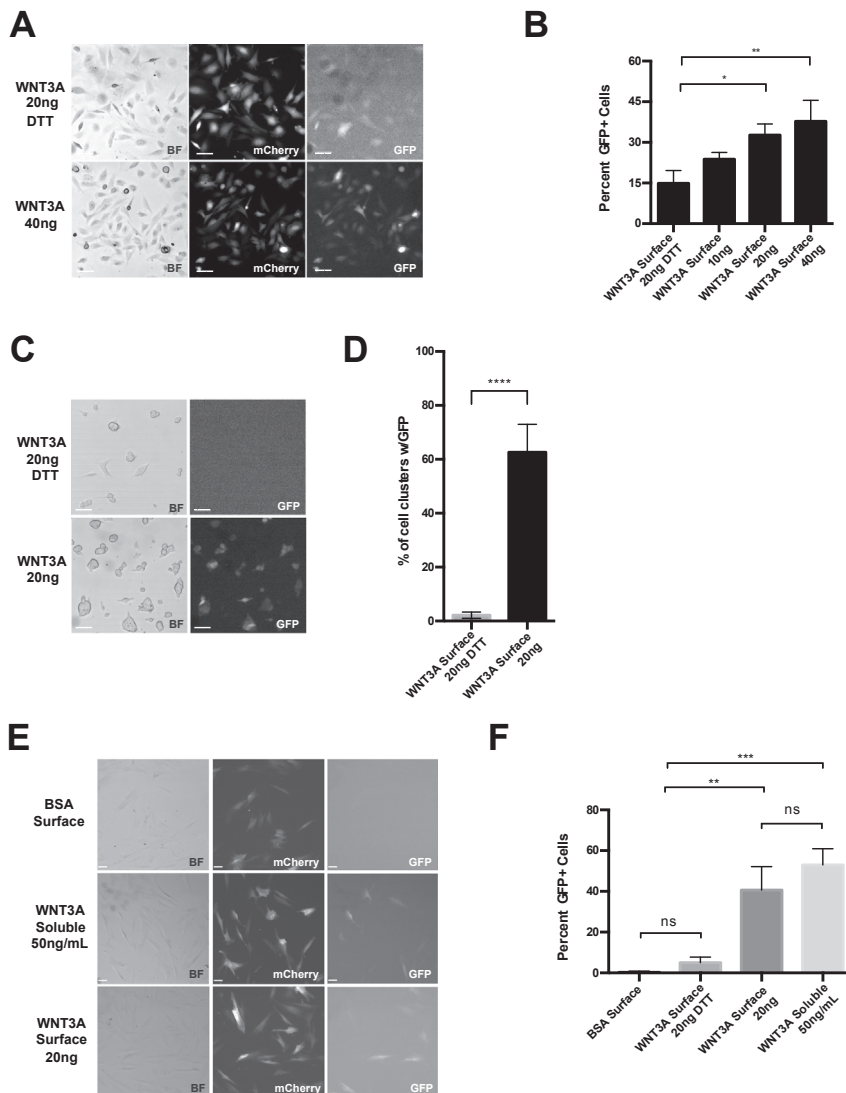 A
WNT3A
20ng
DTT
BF
mCherry
GFP
WNT3A
40ng
BF
mCherry
GFP
B
Percent GFP+ Cells
60
45
30
15
0
*
**
WNT3A Surface
20ng DTT
WNT3A Surface
10ng
WNT3A Surface
20ng
WNT3A Surface
40ng
C
WNT3A
20ng
DTT
BF
GFP
WNT3A
20ng
BF
GFP
D
% of cell clusters w/GFP
100
80
60
40
20
0
****
WNT3A Surface
20ng DTT
WNT3A Surface
20ng
E
BSA
Surface
BF
mCherry
GFP
WNT3A
Soluble
50ng/mL
BF
mCherry
GFP
WNT3A
Surface
20ng
BF
mCherry
GFP
F
Percent GFP+ Cells
80
60
40
20
0
***
**
ns
ns
BSA Surface
WNT3A Surface
20ng DTT
WNT3A Surface
20ng
WNT3A Soluble
50ng/mL